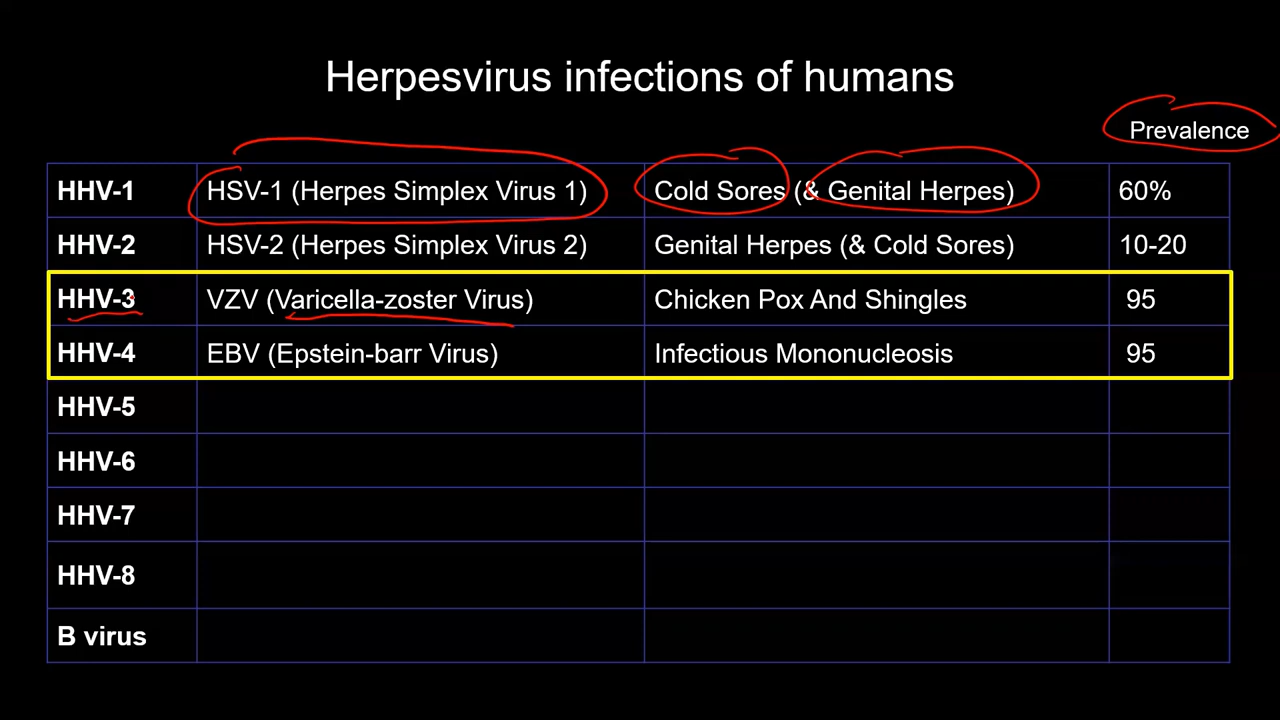 Herpesvirus infections of humans
Prevalence
HHV-1 HSV-1 (Herpes Simplex Virus 1) Cold Sores (& Genital Herpes) 60%
HHV-2 HSV-2 (Herpes Simplex Virus 2) Genital Herpes (& Cold Sores) 10-20
HHV-3 VZV (Varicella-zoster Virus) Chicken Pox And Shingles 95
HHV-4 EBV (Epstein-barr Virus) Infectious Mononucleosis 95
HHV-5
HHV-6
HHV-7
HHV-8
B virus